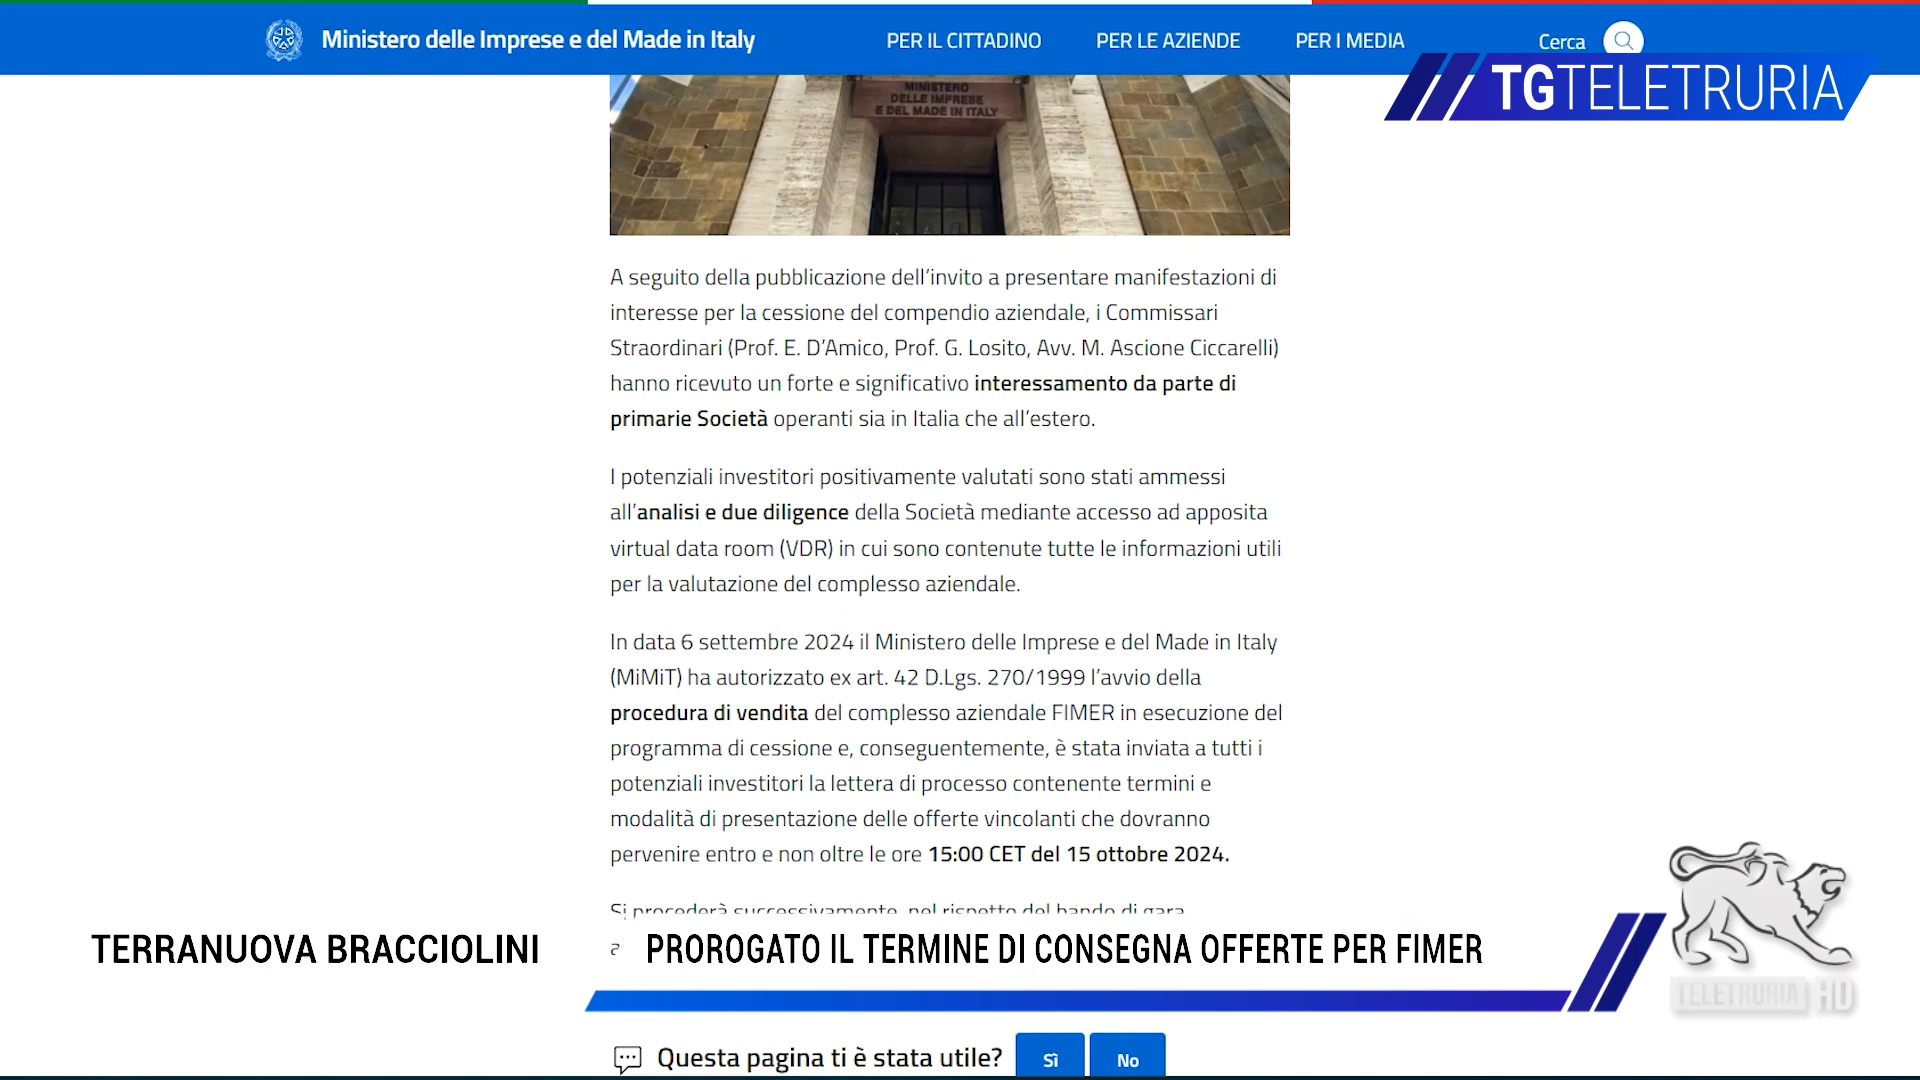 Ministero delle Imprese e del Made in Italy
PER IL CITTADINO
PER LE AZIENDE
PER I MEDIA
Cerca
TGTELETRURIA
MINISTERO
DELLE IMPRESE
E DEL MADE IN ITALY
A seguito della pubblicazione dell’invito a presentare manifestazioni di
interesse per la cessione del compendio aziendale, i Commissari
Straordinari (Prof. E. D’Amico, Prof. G. Losito, Avv. M. Ascione Ciccarelli)
hanno ricevuto un forte e significativo interessamento da parte di
primarie Società operanti sia in Italia che all’estero.
I potenziali investitori positivamente valutati sono stati ammessi
all’analisi e due diligence della Società mediante accesso ad apposita
virtual data room (VDR) in cui sono contenute tutte le informazioni utili
per la valutazione del complesso aziendale.
In data 6 settembre 2024 il Ministero delle Imprese e del Made in Italy
(MiMiT) ha autorizzato ex art. 42 D.Lgs. 270/1999 l’avvio della
procedura di vendita del complesso aziendale FIMER in esecuzione del
programma di cessione e, conseguentemente, è stata inviata a tutti i
potenziali investitori la lettera di processo contenente termini e
modalità di presentazione delle offerte vincolanti che dovranno
pervenire entro e non oltre le ore 15:00 CET del 15 ottobre 2024.
Si procederà successivamente, nel rispetto del bando di gara
TERRANUOVA BRACCIOLINI
PROROGATO IL TERMINE DI CONSEGNA OFFERTE PER FIMER
TELETRURIA HD
Questa pagina ti è stata utile?
Sì
No